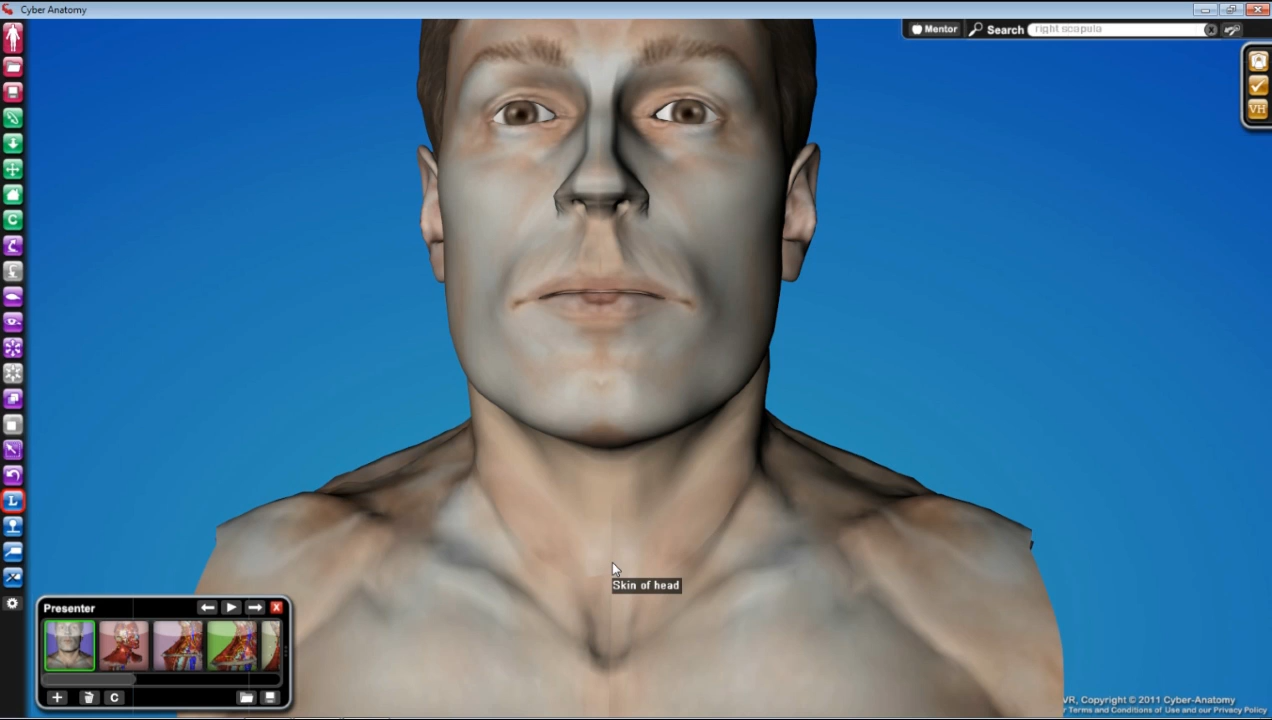 Cyber Anatomy
Mentor
Search
right scapula
VH
C
L
Skin of head
Presenter
X
C
VR, Copyright © 2011 Cyber-Anatomy
Terms and Conditions of Use and our Privacy Policy